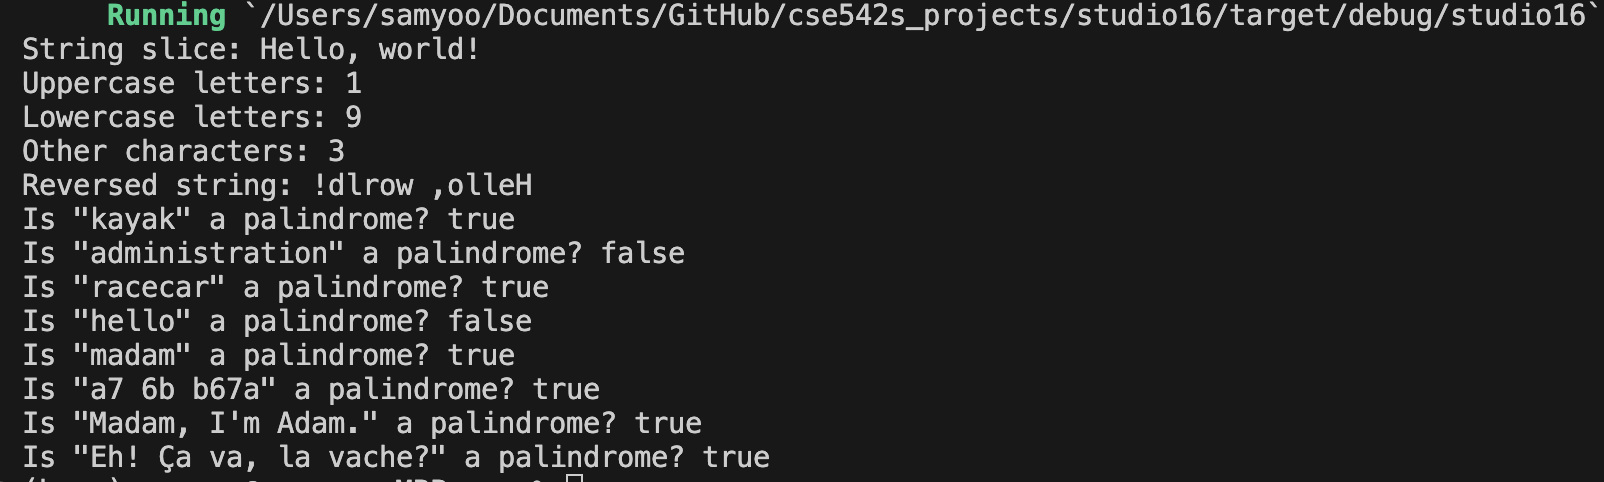 Running `/Users/samyoo/Documents/GitHub/cse542s_projects/studio16/target/debug/studio16`
String slice: Hello, world!
Uppercase letters: 1
Lowercase letters: 9
Other characters: 3
Reversed string: !dlrow ,olleH
Is "kayak" a palindrome? true
Is "administration" a palindrome? false
Is "racecar" a palindrome? true
Is "hello" a palindrome? false
Is "madam" a palindrome? true
Is "a7 6b b67a" a palindrome? true
Is "Madam, I'm Adam." a palindrome? true
Is "Eh! Ça va, la vache?" a palindrome? true